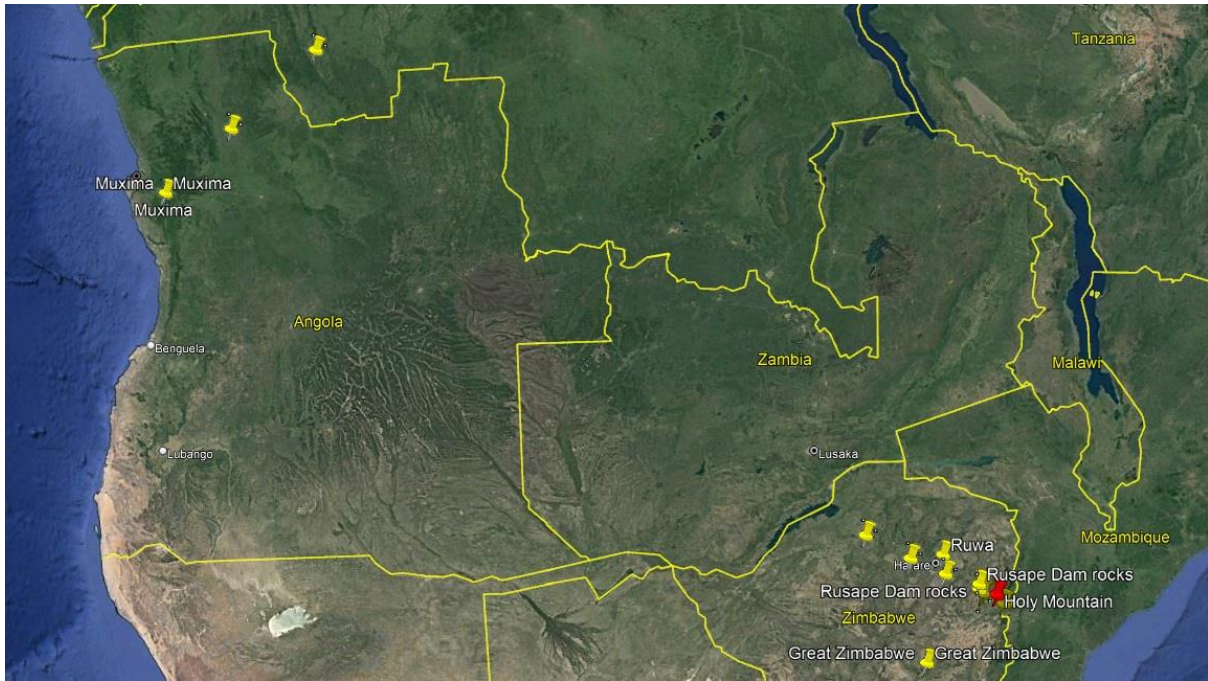 Tanzania
Muxima
Muxima
Muxima
Angola
Benguela
Zambia
Malawi
Lubango
Lusaka
Mozambique
Ruwa
Harare
Rusape Dam rocks
Rusape Dam rocks
Holy Mountain
Zimbabwe
Great Zimbabwe
Great Zimbabwe